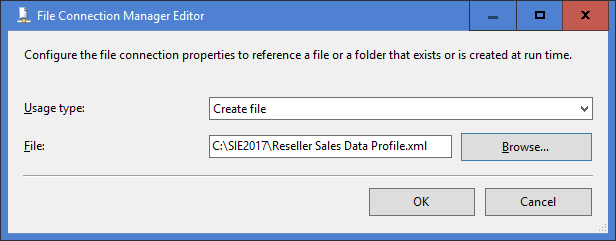 File Connection Manager Editor
Configure the file connection properties to reference a file or a folder that exists or is created at run time.
Usage type: Create file
File: C:\SIE2017\Reseller Sales Data Profile.xml Browse...
OK Cancel